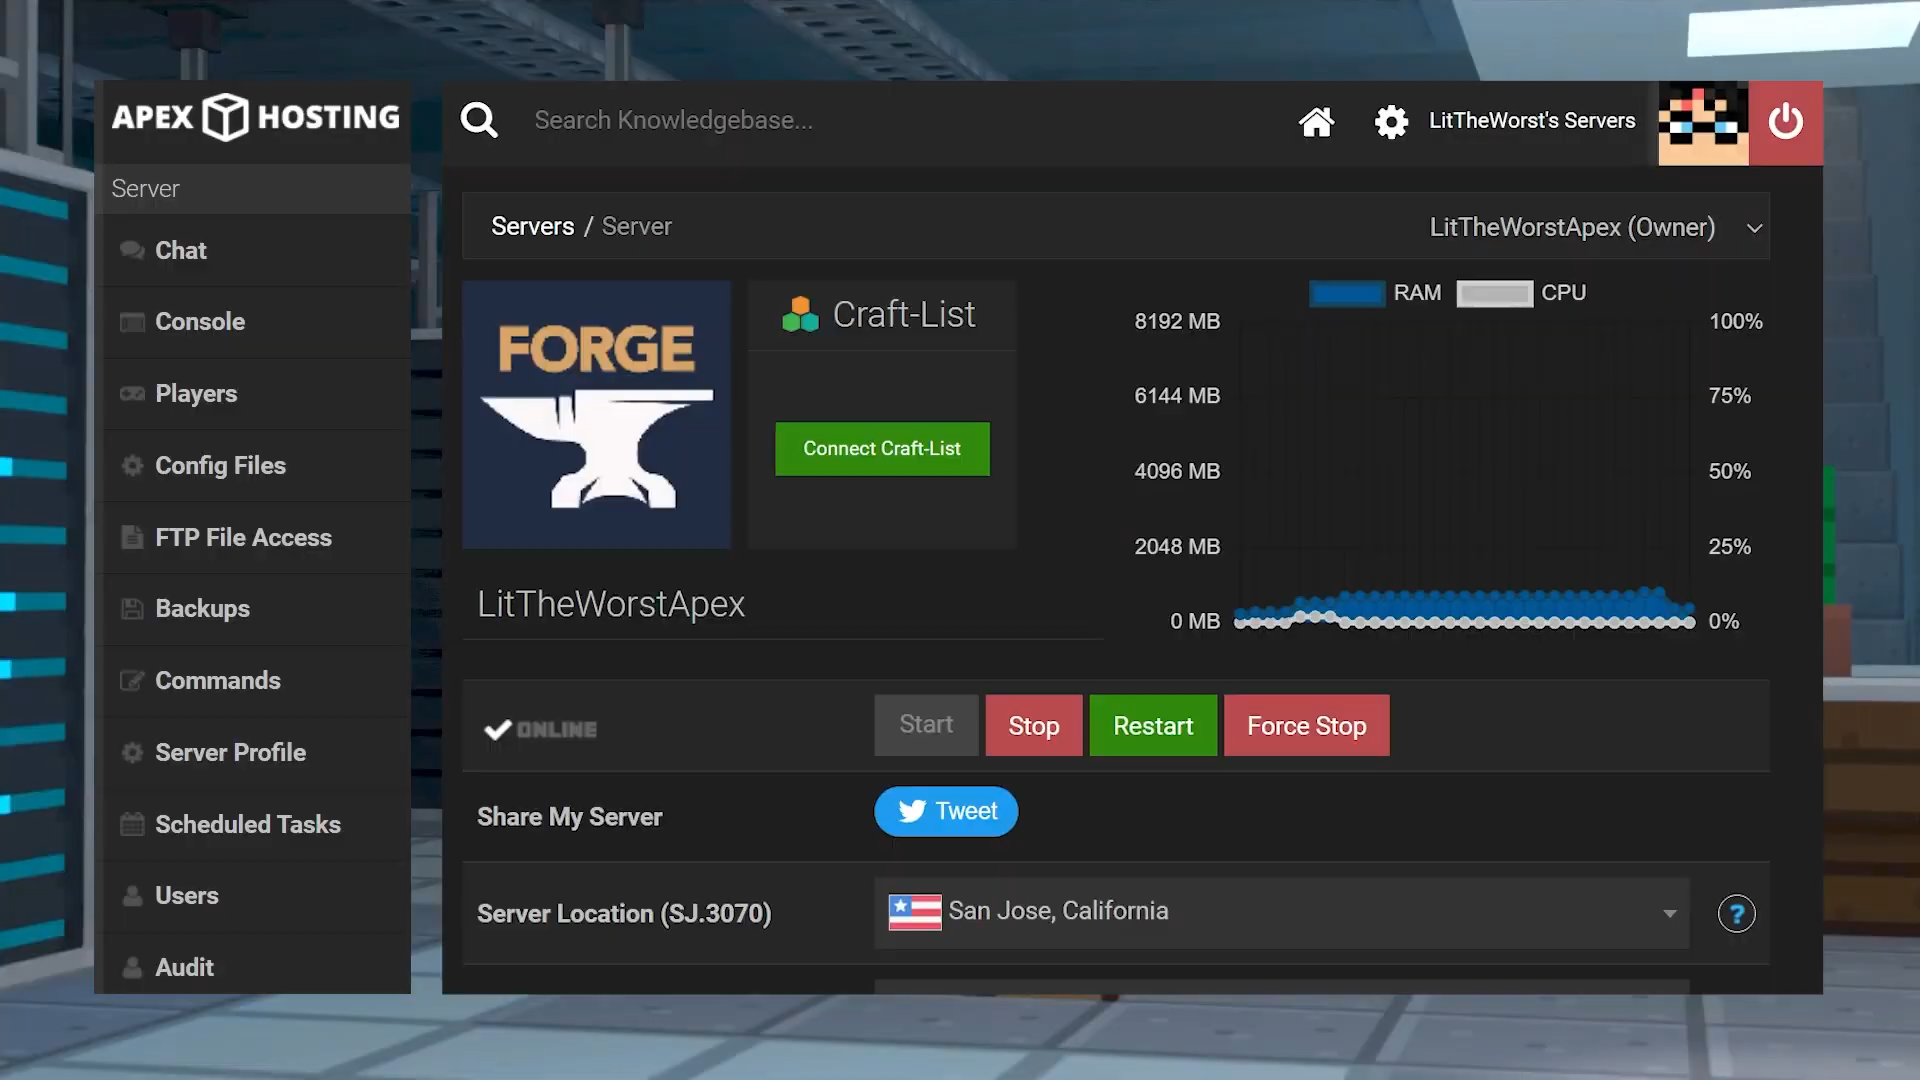 APEX HOSTING
Server
Chat
Console
Players
Config Files
FTP File Access
Backups
Commands
Server Profile
Scheduled Tasks
Users
Audit
Search Knowledgebase...
LitTheWorst's Servers
Servers / Server
LitTheWorstApex (Owner)
FORGE
Craft-List
Connect Craft-List
LitTheWorstApex
RAM CPU
8192 MB 100%
6144 MB 75%
4096 MB 50%
2048 MB 25%
0 MB 0%
ONLINE
Start Stop Restart Force Stop
Share My Server Tweet
Server Location (SJ.3070) San Jose, California ?